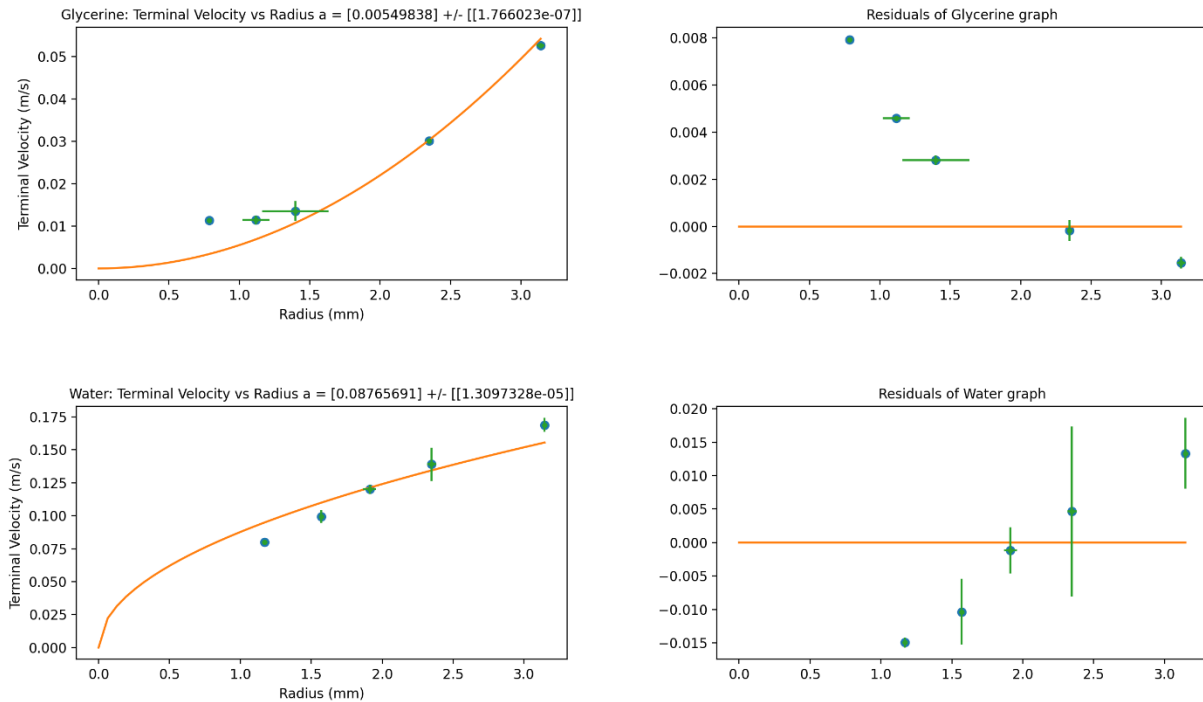 Glycerine: Terminal Velocity vs Radius a = [0.00549838] +/- [[1.766023e-07]]
Terminal Velocity (m/s)
0.05
0.04
0.03
0.02
0.01
0.00
0.0 0.5 1.0 1.5 2.0 2.5 3.0
Radius (mm)
Residuals of Glycerine graph
0.008
0.006
0.004
0.002
0.000
−0.002
0.0 0.5 1.0 1.5 2.0 2.5 3.0
Water: Terminal Velocity vs Radius a = [0.08765691] +/- [[1.3097328e-05]]
Terminal Velocity (m/s)
0.175
0.150
0.125
0.100
0.075
0.050
0.025
0.000
0.0 0.5 1.0 1.5 2.0 2.5 3.0
Radius (mm)
Residuals of Water graph
0.020
0.015
0.010
0.005
0.000
−0.005
−0.010
−0.015
0.0 0.5 1.0 1.5 2.0 2.5 3.0